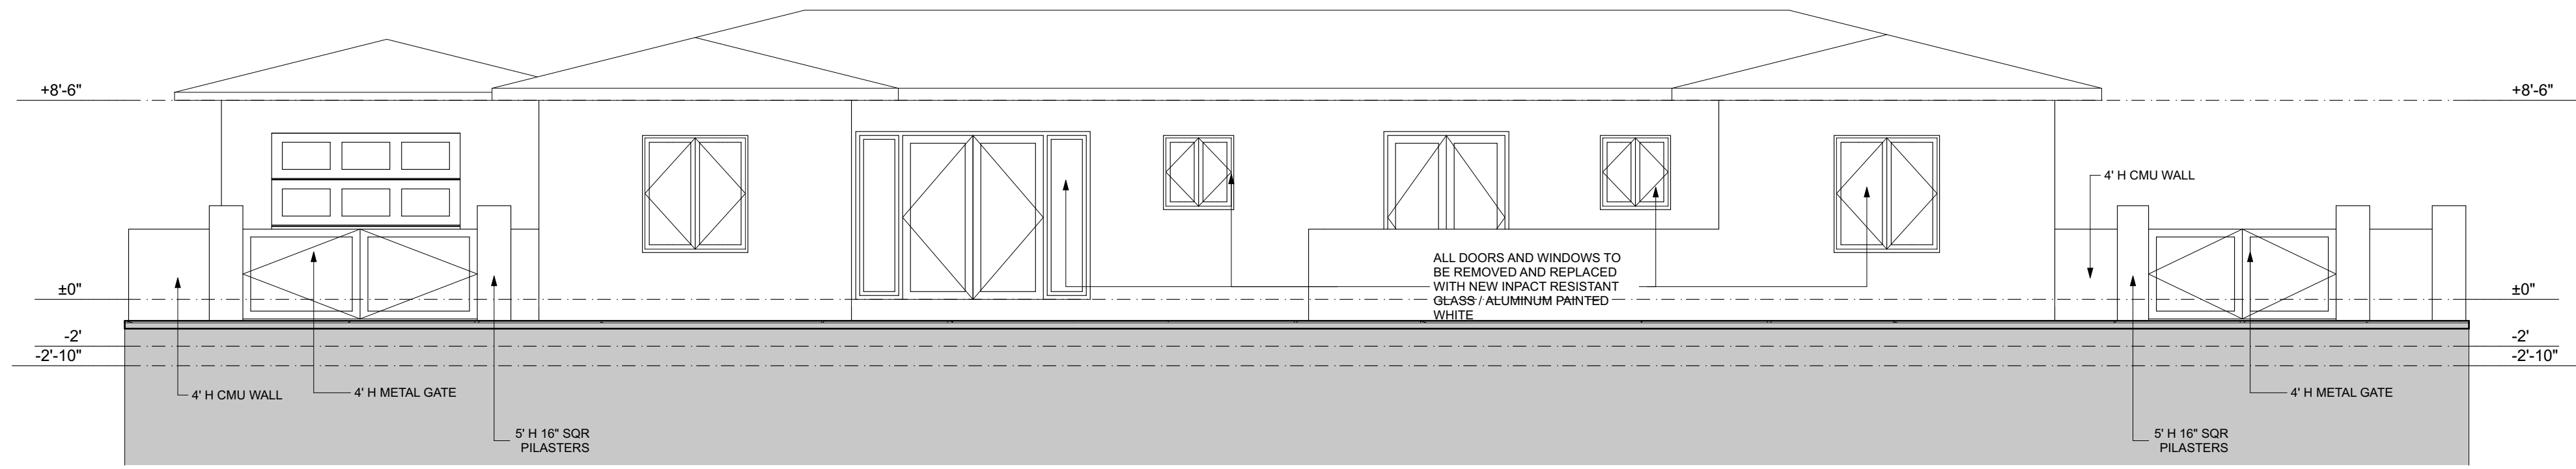 +8'-6"
+8'-6"
4' H CMU WALL
ALL DOORS AND WINDOWS TO
BE REMOVED AND REPLACED
WITH NEW INPACT RESISTANT
GLASS / ALUMINUM PAINTED
WHITE
±0"
±0"
-2'
-2'
-2'-10"
-2'-10"
4' H CMU WALL
4' H METAL GATE
4' H METAL GATE
5' H 16" SQR
PILASTERS
5' H 16" SQR
PILASTERS